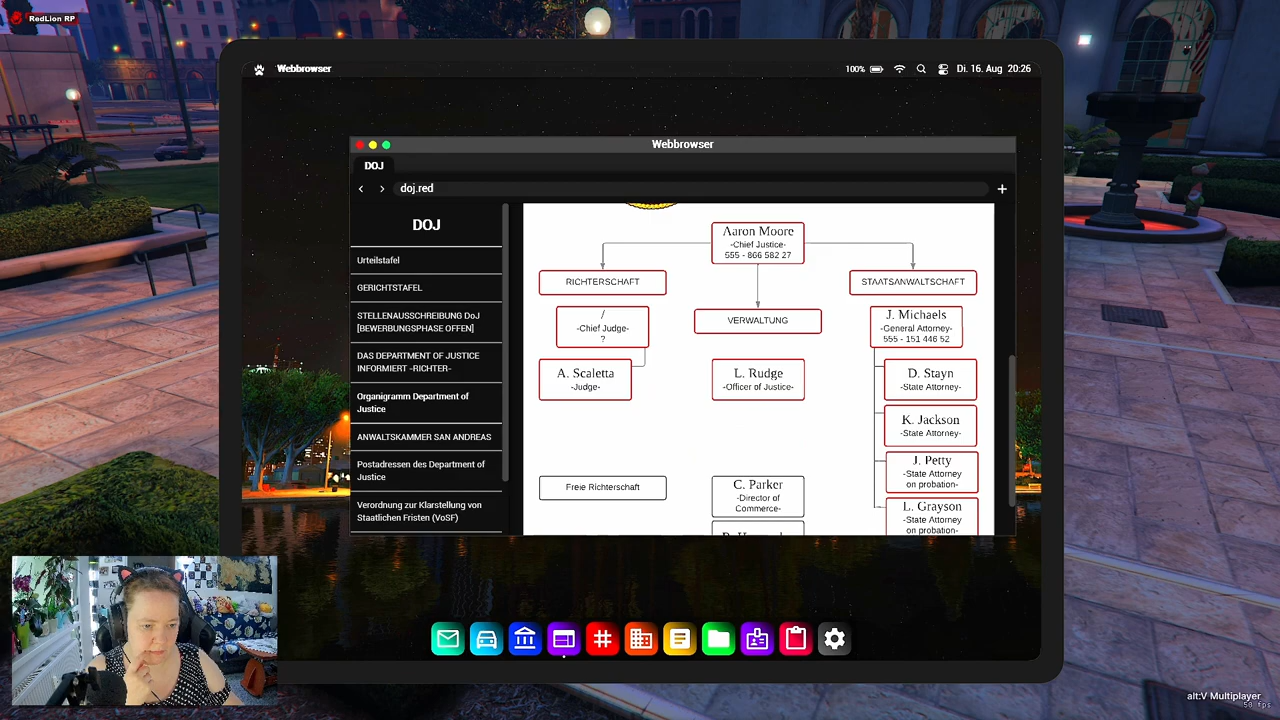 RedLion RP
Webbrowser
100%
Di. 16. Aug 20:26
Webbrowser
DOJ
doj.red
DOJ
Urteilstafel
GERICHTSTAFEL
STELLENAUSSCHREIBUNG DoJ
[BEWERBUNGSPHASE OFFEN]
DAS DEPARTMENT OF JUSTICE
INFORMIERT -RICHTER-
Organigramm Department of
Justice
ANWALTSKAMMER SAN ANDREAS
Postadressen des Department of
Justice
Verordnung zur Klarstellung von
Staatlichen Fristen (VoSF)
Aaron Moore
-Chief Justice-
555 - 866 582 27
RICHTERSCHAFT
STAATSANWALTSCHAFT
/
-Chief Judge-
?
VERWALTUNG
J. Michaels
-General Attorney-
555 - 151 446 52
A. Scaletta
-Judge-
L. Rudge
-Officer of Justice-
D. Stayn
-State Attorney-
K. Jackson
-State Attorney-
J. Petty
-State Attorney
on probation-
Freie Richterschaft
C. Parker
-Director of
Commerce-
L. Grayson
-State Attorney
on probation-
alt:V Multiplayer
58 fps